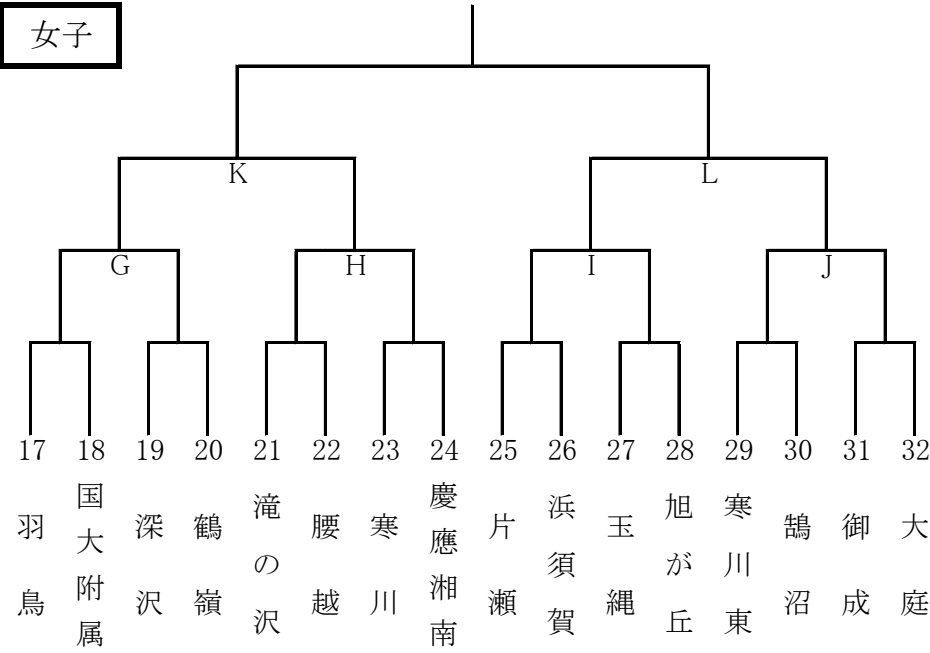 女子
K
L
G
H
I
J
17 18 19 20 21 22 23 24 25 26 27 28 29 30 31 32
羽鳥
国大附属
深沢
鶴嶺
滝の沢
腰越
寒川
慶應湘南
片瀬
浜須賀
玉縄
旭が丘
寒川東
鵠沼
御成
大庭